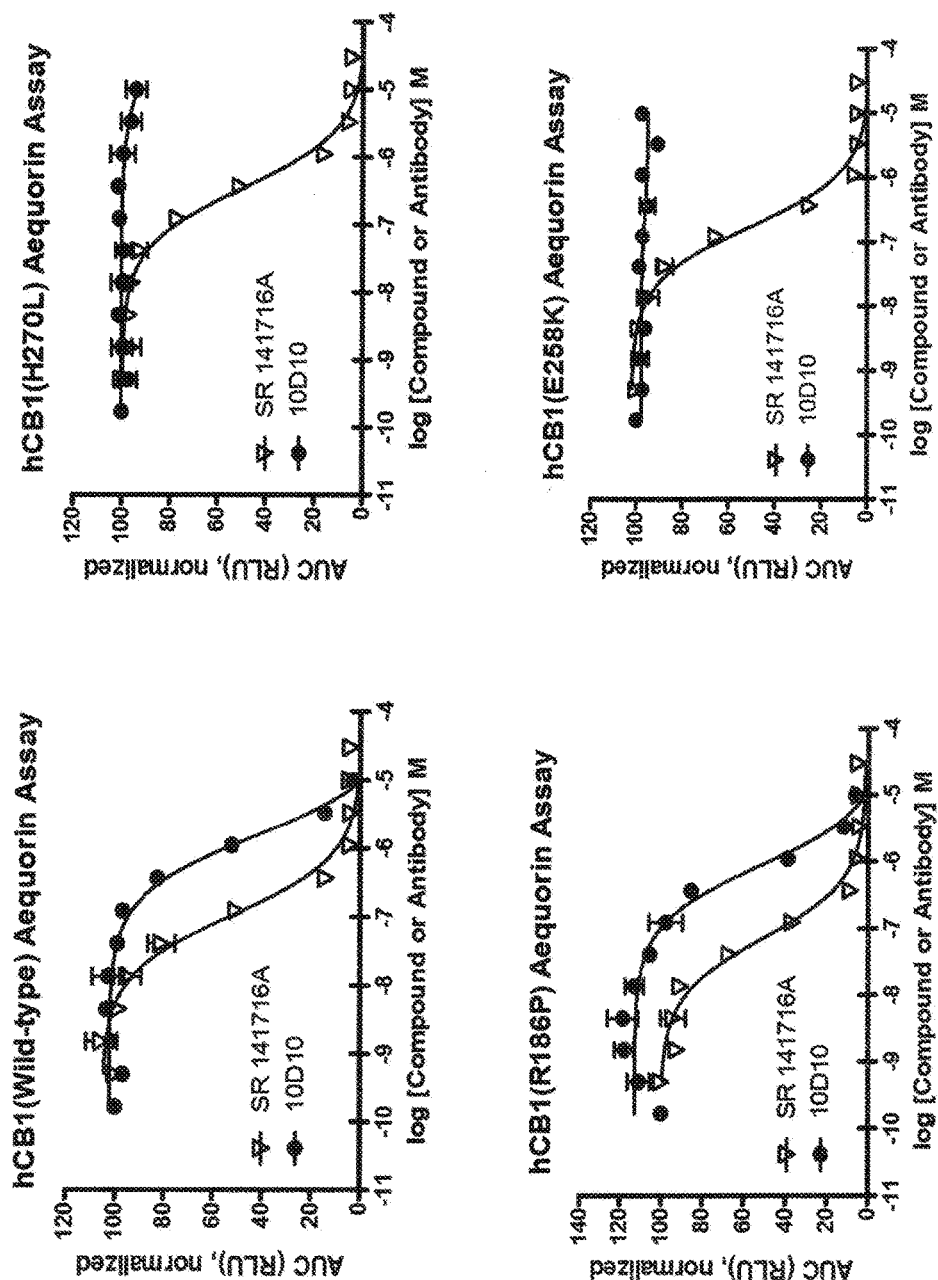 hCB1(Wild-type) Aequorin Assay
AUC (RLU), normalized
120
100
80
60
40
20
0
SR 141716A
10D10
-11 -10 -9 -8 -7 -6 -5 -4
log [Compound or Antibody] M
hCB1(H270L) Aequorin Assay
AUC (RLU), normalized
120
100
80
60
40
20
0
SR 141716A
10D10
-11 -10 -9 -8 -7 -6 -5 -4
log [Compound or Antibody] M
hCB1(R186P) Aequorin Assay
AUC (RLU), normalized
140
120
100
80
60
40
20
0
SR 141716A
10D10
-11 -10 -9 -8 -7 -6 -5 -4
log [Compound or Antibody] M
hCB1(E258K) Aequorin Assay
AUC (RLU), normalized
120
100
80
60
40
20
0
SR 141716A
10D10
-11 -10 -9 -8 -7 -6 -5 -4
log [Compound or Antibody] M